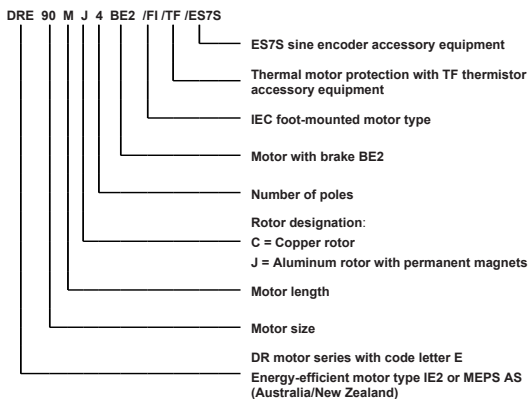 DRE 90 M J 4 BE2 /FI /TF /ES7S
ES7S sine encoder accessory equipment
Thermal motor protection with TF thermistor
accessory equipment
IEC foot-mounted motor type
Motor with brake BE2
Number of poles
Rotor designation:
C = Copper rotor
J = Aluminum rotor with permanent magnets
Motor length
Motor size
DR motor series with code letter E
Energy-efficient motor type IE2 or MEPS AS
(Australia/New Zealand)